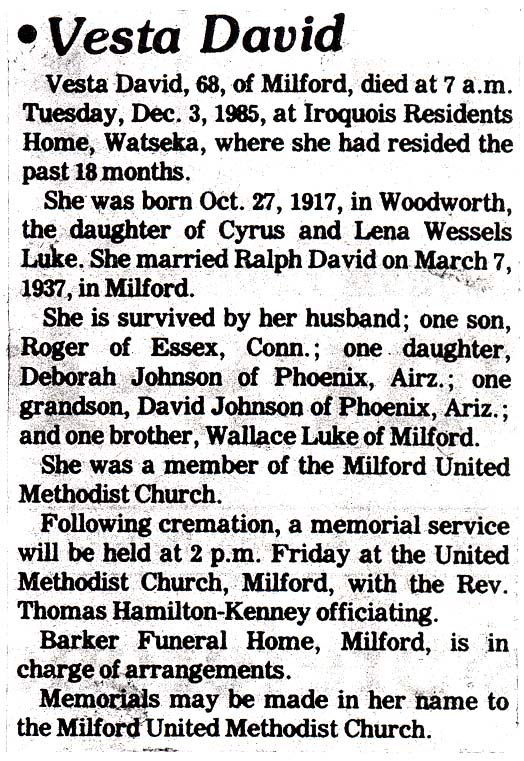 • Vesta David
Vesta David, 68, of Milford, died at 7 a.m.
Tuesday, Dec. 3, 1985, at Iroquois Residents
Home, Watseka, where she had resided the
past 18 months.
She was born Oct. 27, 1917, in Woodworth,
the daughter of Cyrus and Lena Wessels
Luke. She married Ralph David on March 7,
1937, in Milford.
She is survived by her husband; one son,
Roger of Essex, Conn.; one daughter,
Deborah Johnson of Phoenix, Airz.; one
grandson, David Johnson of Phoenix, Ariz.;
and one brother, Wallace Luke of Milford.
She was a member of the Milford United
Methodist Church.
Following cremation, a memorial service
will be held at 2 p.m. Friday at the United
Methodist Church, Milford, with the Rev.
Thomas Hamilton-Kenney officiating.
Barker Funeral Home, Milford, is in
charge of arrangements.
Memorials may be made in her name to
the Milford United Methodist Church.